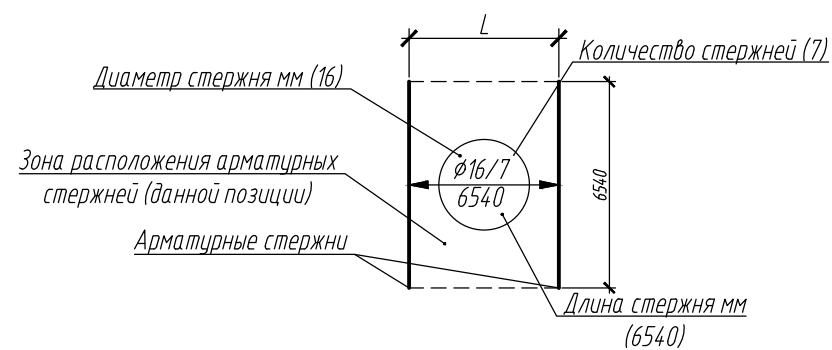 L
Количество стержней (7)
Диаметр стержня мм (16)
Зона расположения арматурных
стержней (данной позиции)
ϕ16/7
6540
6540
Арматурные стержни
Длина стержня мм
(6540)